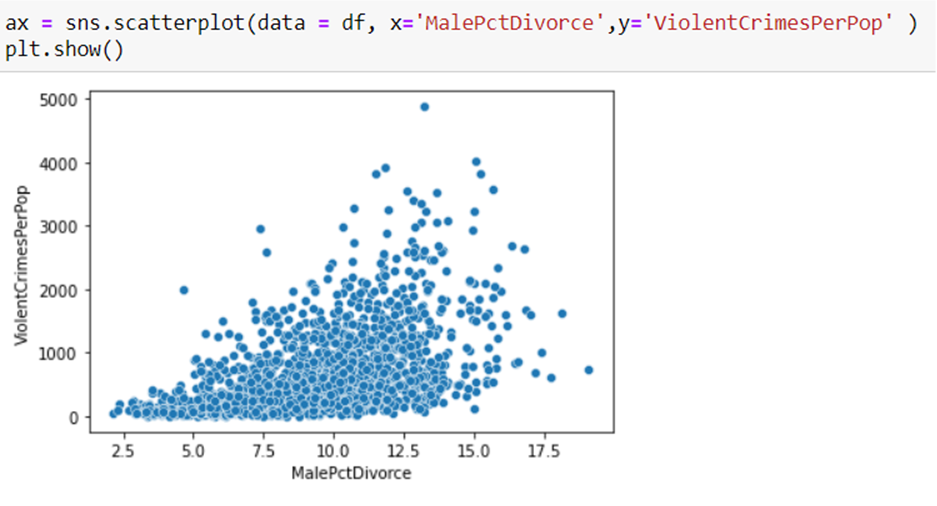 ax = sns.scatterplot(data = df, x='MalePctDivorce',y='ViolentCrimesPerPop' )
plt.show()
5000
4000
3000
2000
1000
0
ViolentCrimesPerPop
2.5 5.0 7.5 10.0 12.5 15.0 17.5
MalePctDivorce